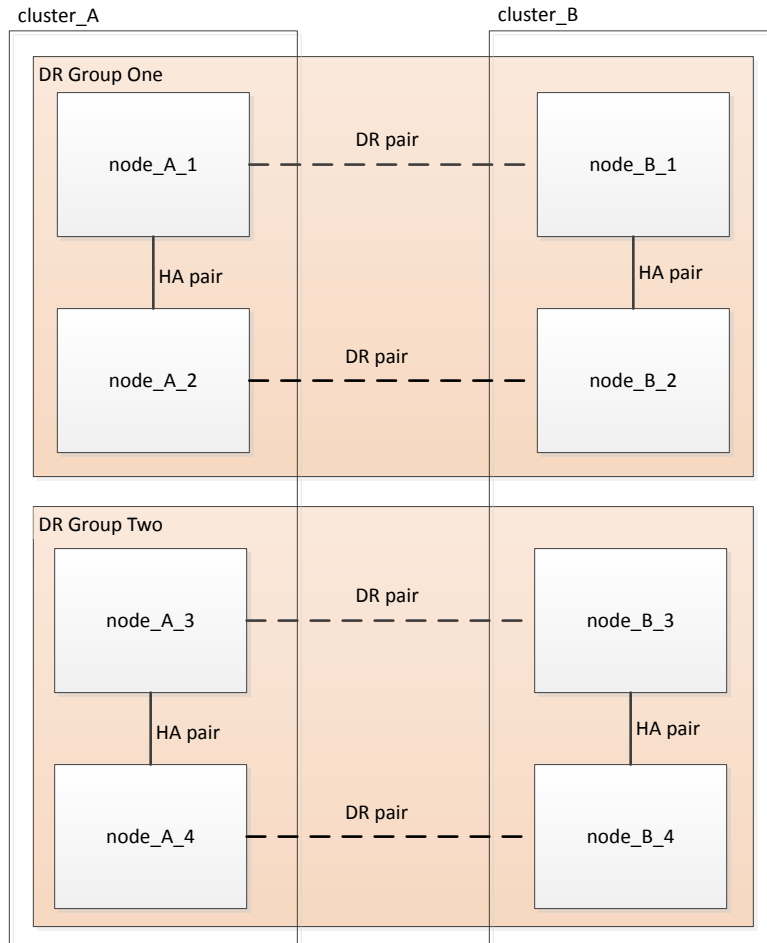 cluster_A
cluster_B
DR Group One
node_A_1
DR pair
node_B_1
HA pair
HA pair
node_A_2
DR pair
node_B_2
DR Group Two
node_A_3
DR pair
node_B_3
HA pair
HA pair
node_A_4
DR pair
node_B_4